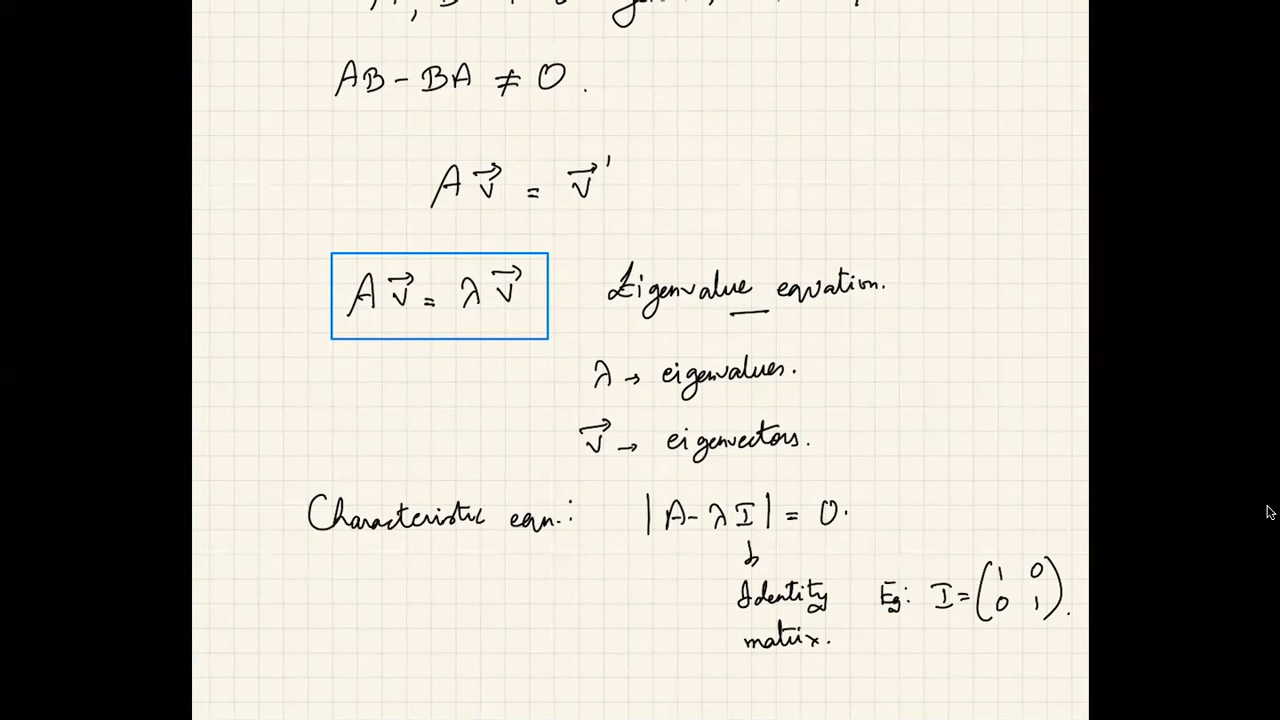 AB - BA ≠ 0.
A v⃗ = v⃗ '
A v⃗ = λ v⃗ Eigenvalue equation.
λ → eigenvalues.
v⃗ → eigenvectors.
Characteristic eqn.: |A - λ I| = 0.
Identity Eg: I = (1 0
0 1).
matrix.